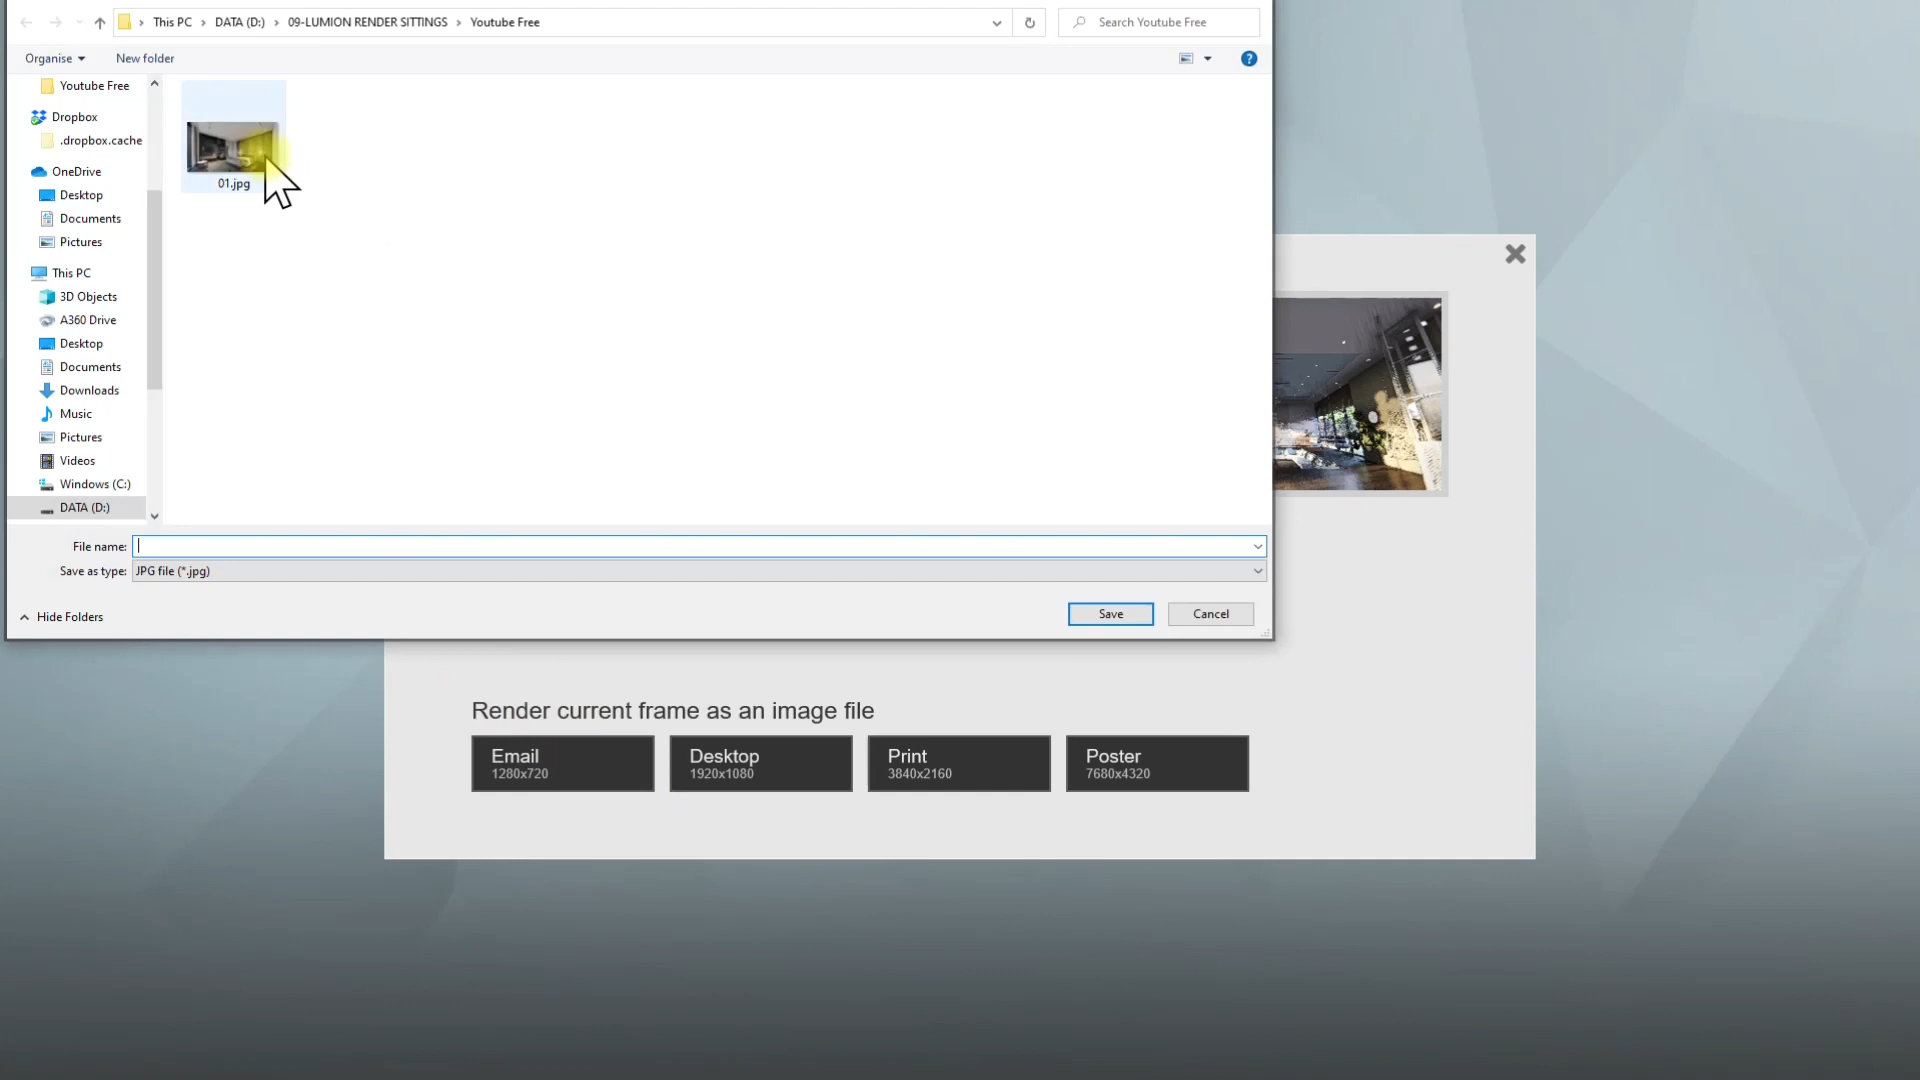 This PC > DATA (D:) > 09-LUMION RENDER SITTINGS > Youtube Free
Search Youtube Free
Organise
New folder
?
Youtube Free
Dropbox
.dropbox.cache
OneDrive
Desktop
Documents
Pictures
This PC
3D Objects
A360 Drive
Desktop
Documents
Downloads
Music
Pictures
Videos
Windows (C:)
DATA (D:)
01.jpg
File name:
Save as type: JPG file (*.jpg)
Hide Folders
Save
Cancel
Render current frame as an image file
Email
1280x720
Desktop
1920x1080
Print
3840x2160
Poster
7680x4320